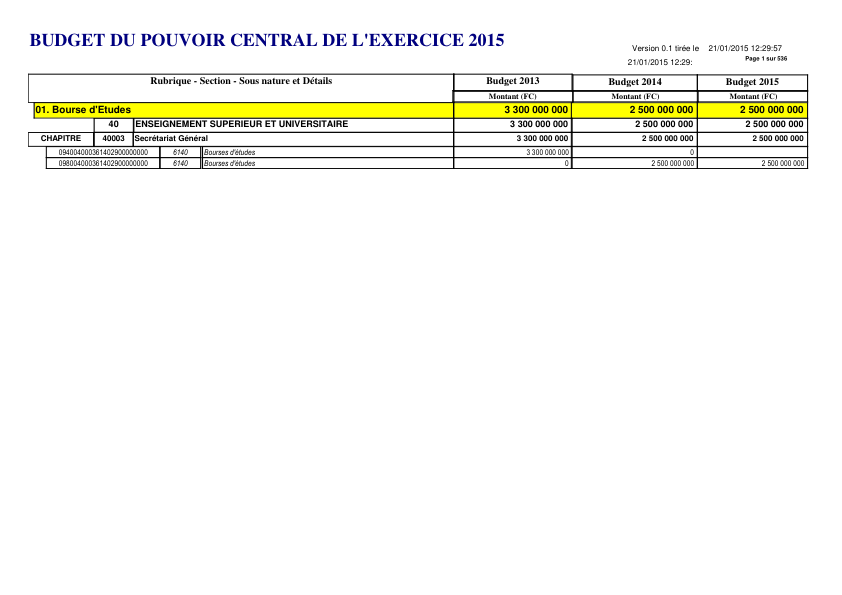 BUDGET DU POUVOIR CENTRAL DE L'EXERCICE 2015
Version 0.1 tirée le 21/01/2015 12:29:57
21/01/2015 12:29: Page 1 sur 536
Rubrique - Section - Sous nature et Détails Budget 2013 Budget 2014 Budget 2015
Montant (FC) Montant (FC) Montant (FC)
01. Bourse d'Etudes 3 300 000 000 2 500 000 000 2 500 000 000
40 ENSEIGNEMENT SUPERIEUR ET UNIVERSITAIRE 3 300 000 000 2 500 000 000 2 500 000 000
CHAPITRE 40003 Secrétariat Général 3 300 000 000 2 500 000 000 2 500 000 000
094004000361402900000000 6140 Bourses d'études 3 300 000 000 0
098004000361402900000000 6140 Bourses d'études 0 2 500 000 000 2 500 000 000